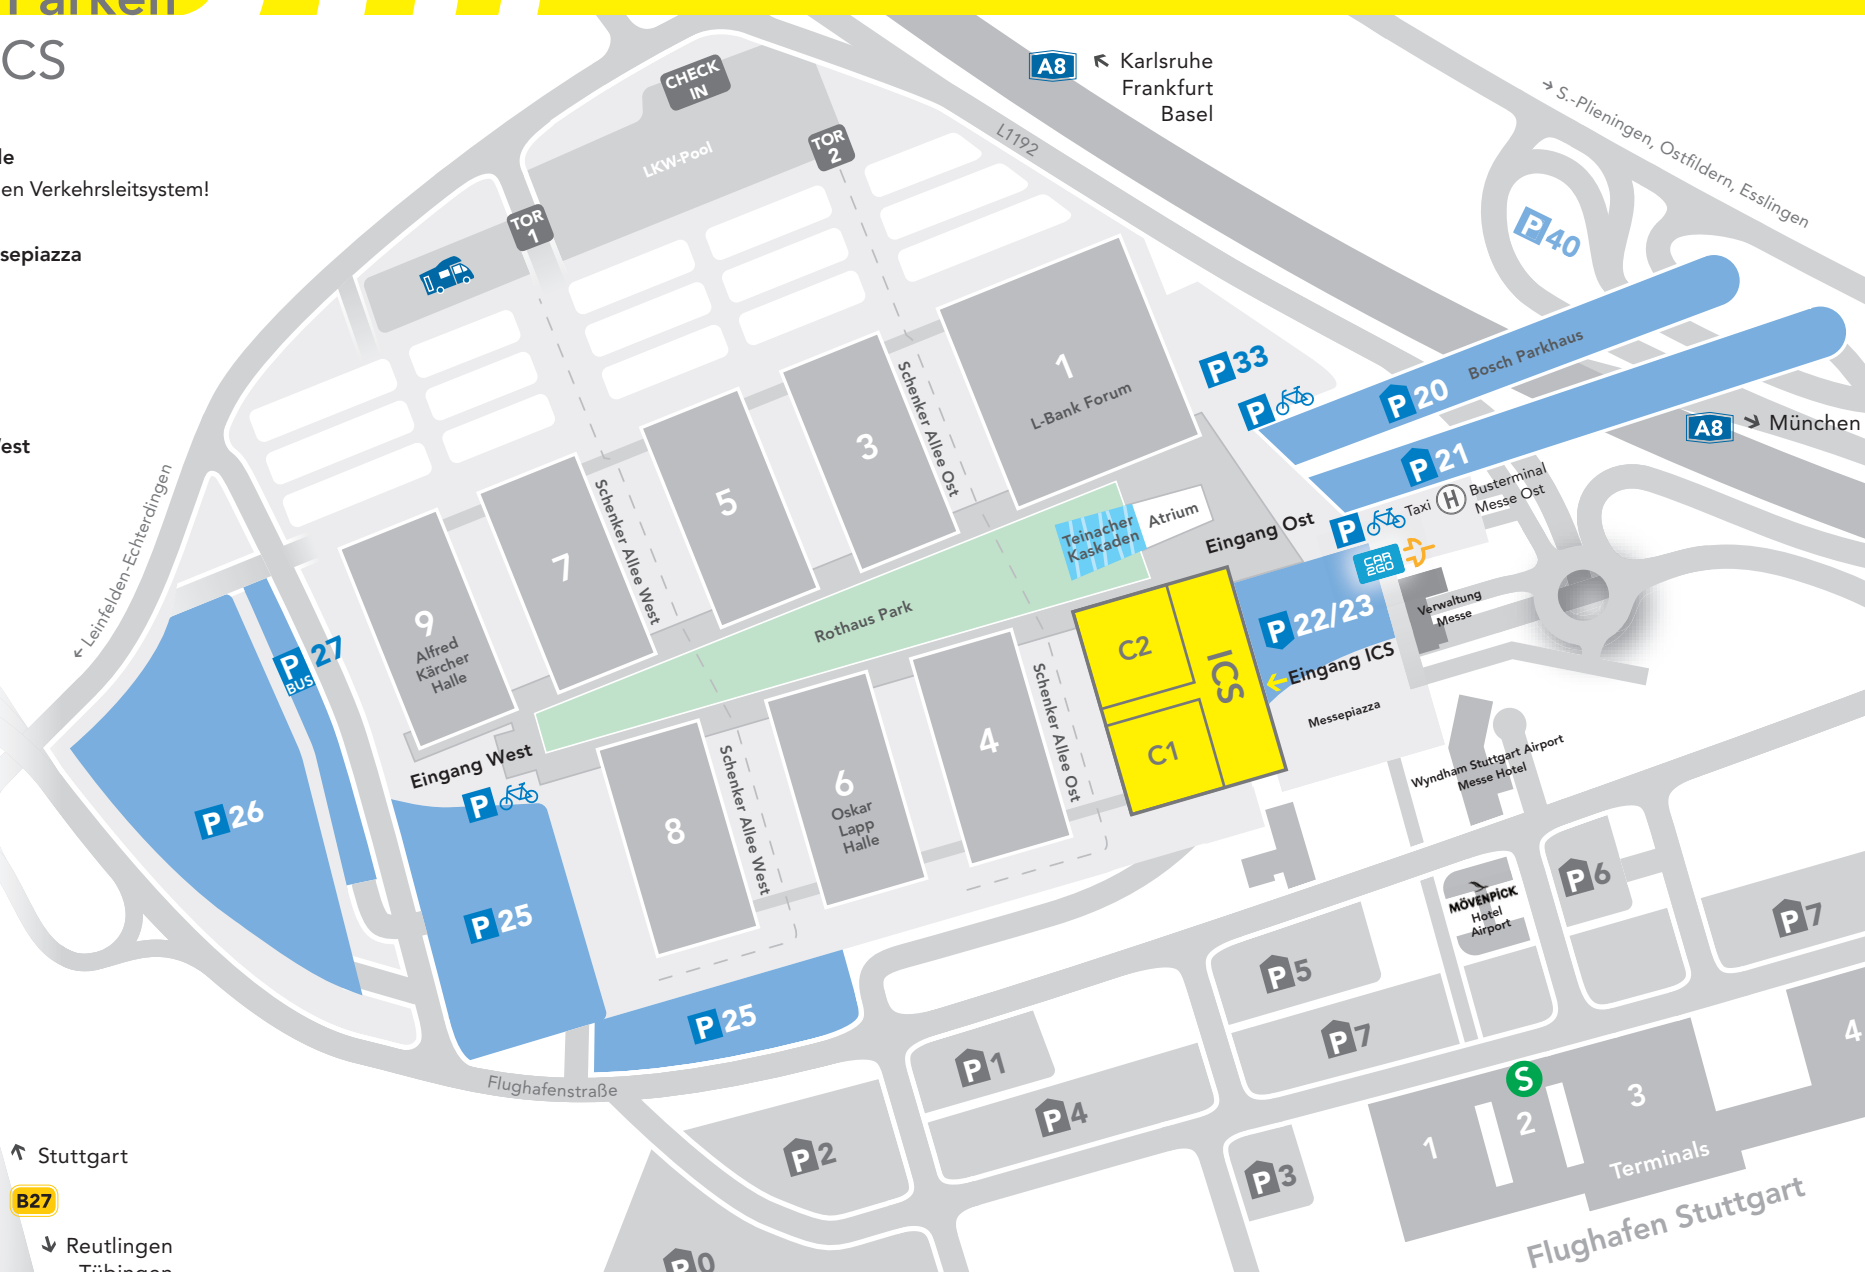 Parken
CS
le
en Verkehrsleitsystem!
sepiazza
est
A8
Karlsruhe
Frankfurt
Basel
S.-Plieningen, Ostfildern, Esslingen
L1192
CHECK
IN
LKW-Pool
TOR
2
TOR
1
P40
P33
P
Bosch Parkhaus
P20
P21
A8
München
Taxi
H
Busterminal
Messe Ost
P
CAR
2GO
Leinfelden-Echterdingen
1
L-Bank Forum
3
5
7
9
Alfred
Kärcher
Halle
Schenker Allee Ost
Schenker Allee West
Teinacher
Kaskaden
Atrium
Eingang Ost
Rothaus Park
P22/23
Verwaltung
Messe
Eingang ICS
Messepiazza
C2
ICS
C1
4
6
Oskar
Lapp
Halle
8
Schenker Allee Ost
Schenker Allee West
Eingang West
P
P
BUS
27
P26
P25
P25
Wyndham Stuttgart Airport
Messe Hotel
MÖVENPICK
Hotel
Airport
P6
P7
P5
P7
P1
P4
P2
P3
P0
Flughafenstraße
S
1
2
3
4
Terminals
Flughafen Stuttgart
Stuttgart
B27
Reutlingen
Tübingen